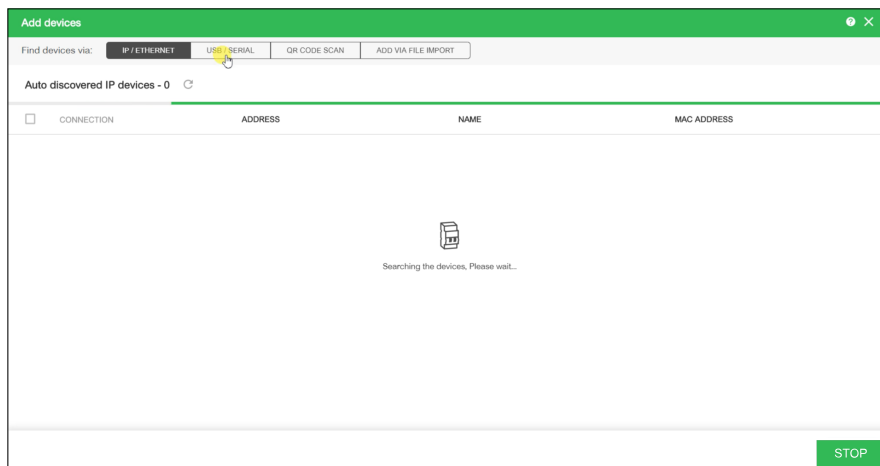 Add devices
Find devices via: IP / ETHERNET USB / SERIAL QR CODE SCAN ADD VIA FILE IMPORT
Auto discovered IP devices - 0
CONNECTION ADDRESS NAME MAC ADDRESS
Searching the devices, Please wait...
STOP